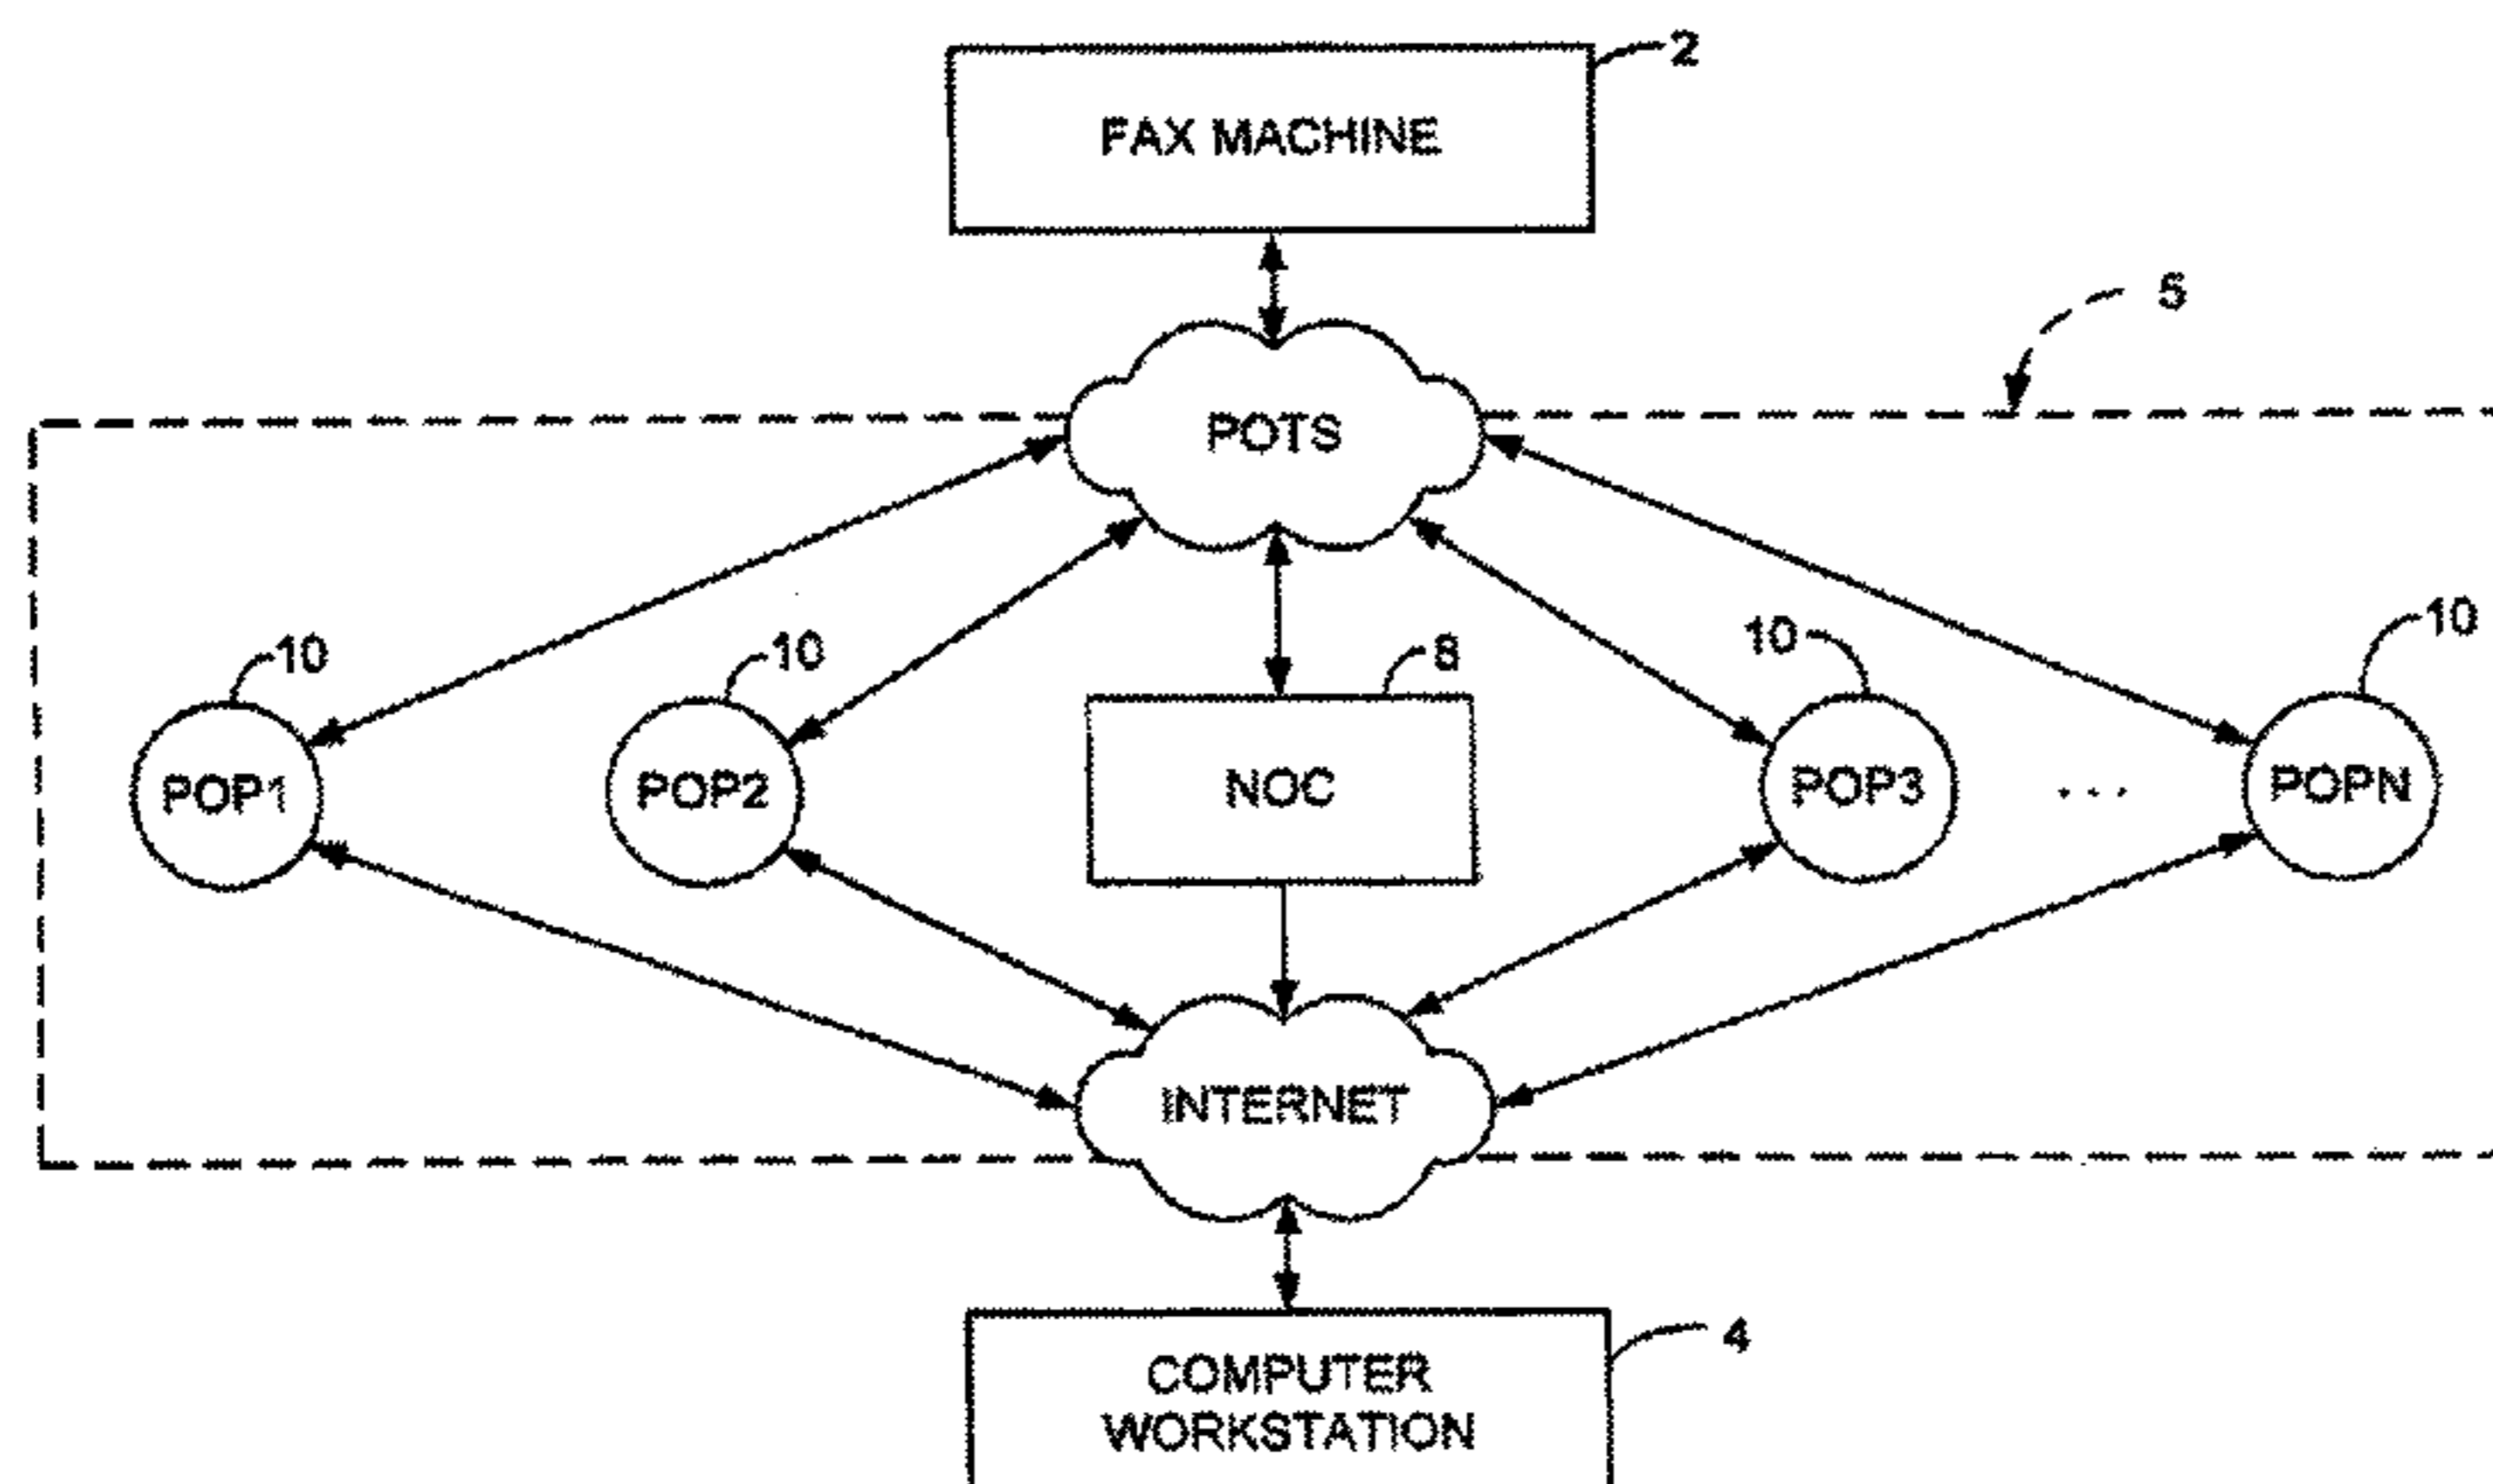 2
FAX MACHINE
5
POTS
10
10
8
10
10
POP1
POP2
NOC
POP3
. . .
POPN
INTERNET
4
COMPUTER
WORKSTATION